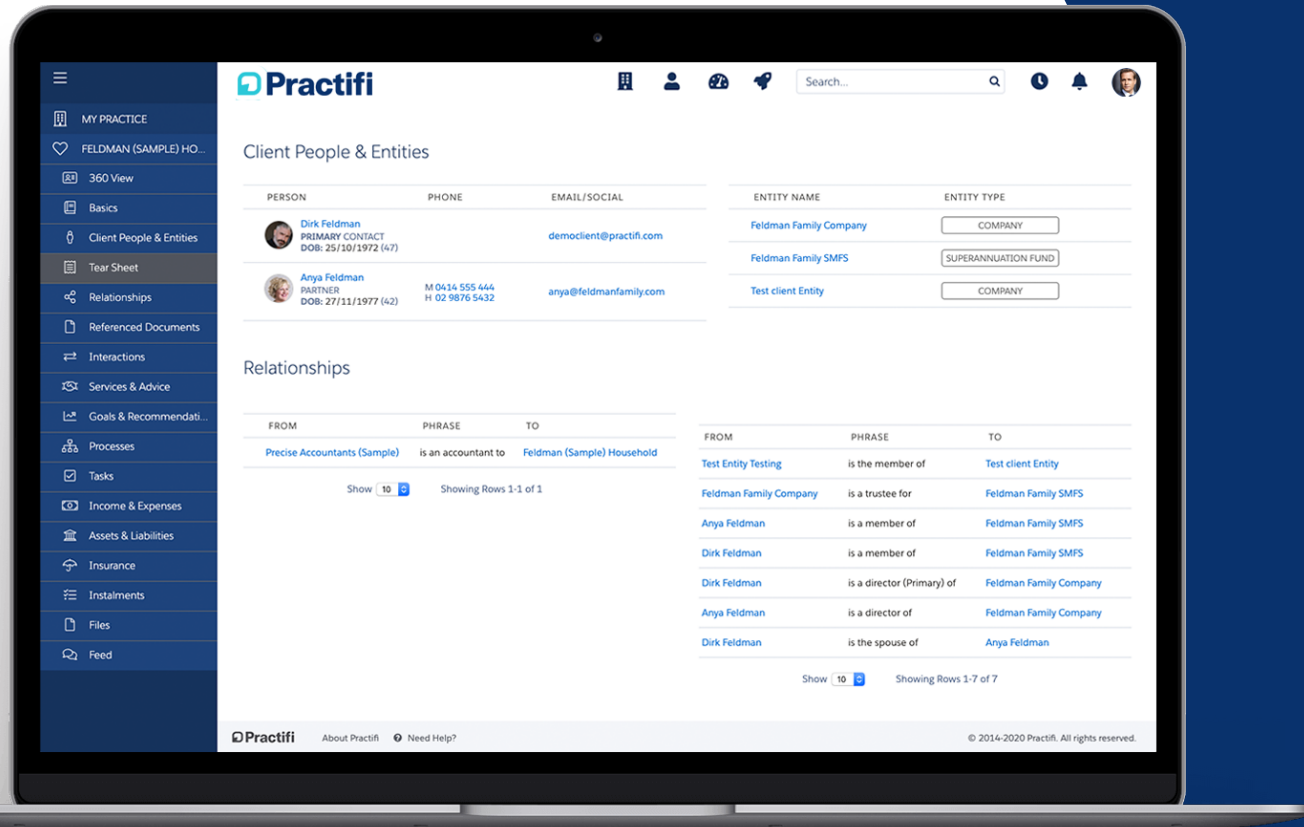 Practifi
Search...
MY PRACTICE
FELDMAN (SAMPLE) HO...
360 View
Basics
Client People & Entities
Tear Sheet
Relationships
Referenced Documents
Interactions
Services & Advice
Goals & Recommendati...
Processes
Tasks
Income & Expenses
Assets & Liabilities
Insurance
Instalments
Files
Feed
Client People & Entities
PERSON PHONE EMAIL/SOCIAL
Dirk Feldman
PRIMARY CONTACT
DOB: 25/10/1972 (47)
democlient@practifi.com
Anya Feldman
PARTNER
DOB: 27/11/1977 (42)
M 0414 555 444
H 02 9876 5432
anya@feldmanfamily.com
ENTITY NAME ENTITY TYPE
Feldman Family Company COMPANY
Feldman Family SMFS SUPERANNUATION FUND
Test client Entity COMPANY
Relationships
FROM PHRASE TO
Precise Accountants (Sample) is an accountant to Feldman (Sample) Household
Show 10 Showing Rows 1-1 of 1
FROM PHRASE TO
Test Entity Testing is the member of Test client Entity
Feldman Family Company is a trustee for Feldman Family SMFS
Anya Feldman is a member of Feldman Family SMFS
Dirk Feldman is a member of Feldman Family SMFS
Dirk Feldman is a director (Primary) of Feldman Family Company
Anya Feldman is a director of Feldman Family Company
Dirk Feldman is the spouse of Anya Feldman
Show 10 Showing Rows 1-7 of 7
Practifi About Practifi Need Help? © 2014-2020 Practifi. All rights reserved.